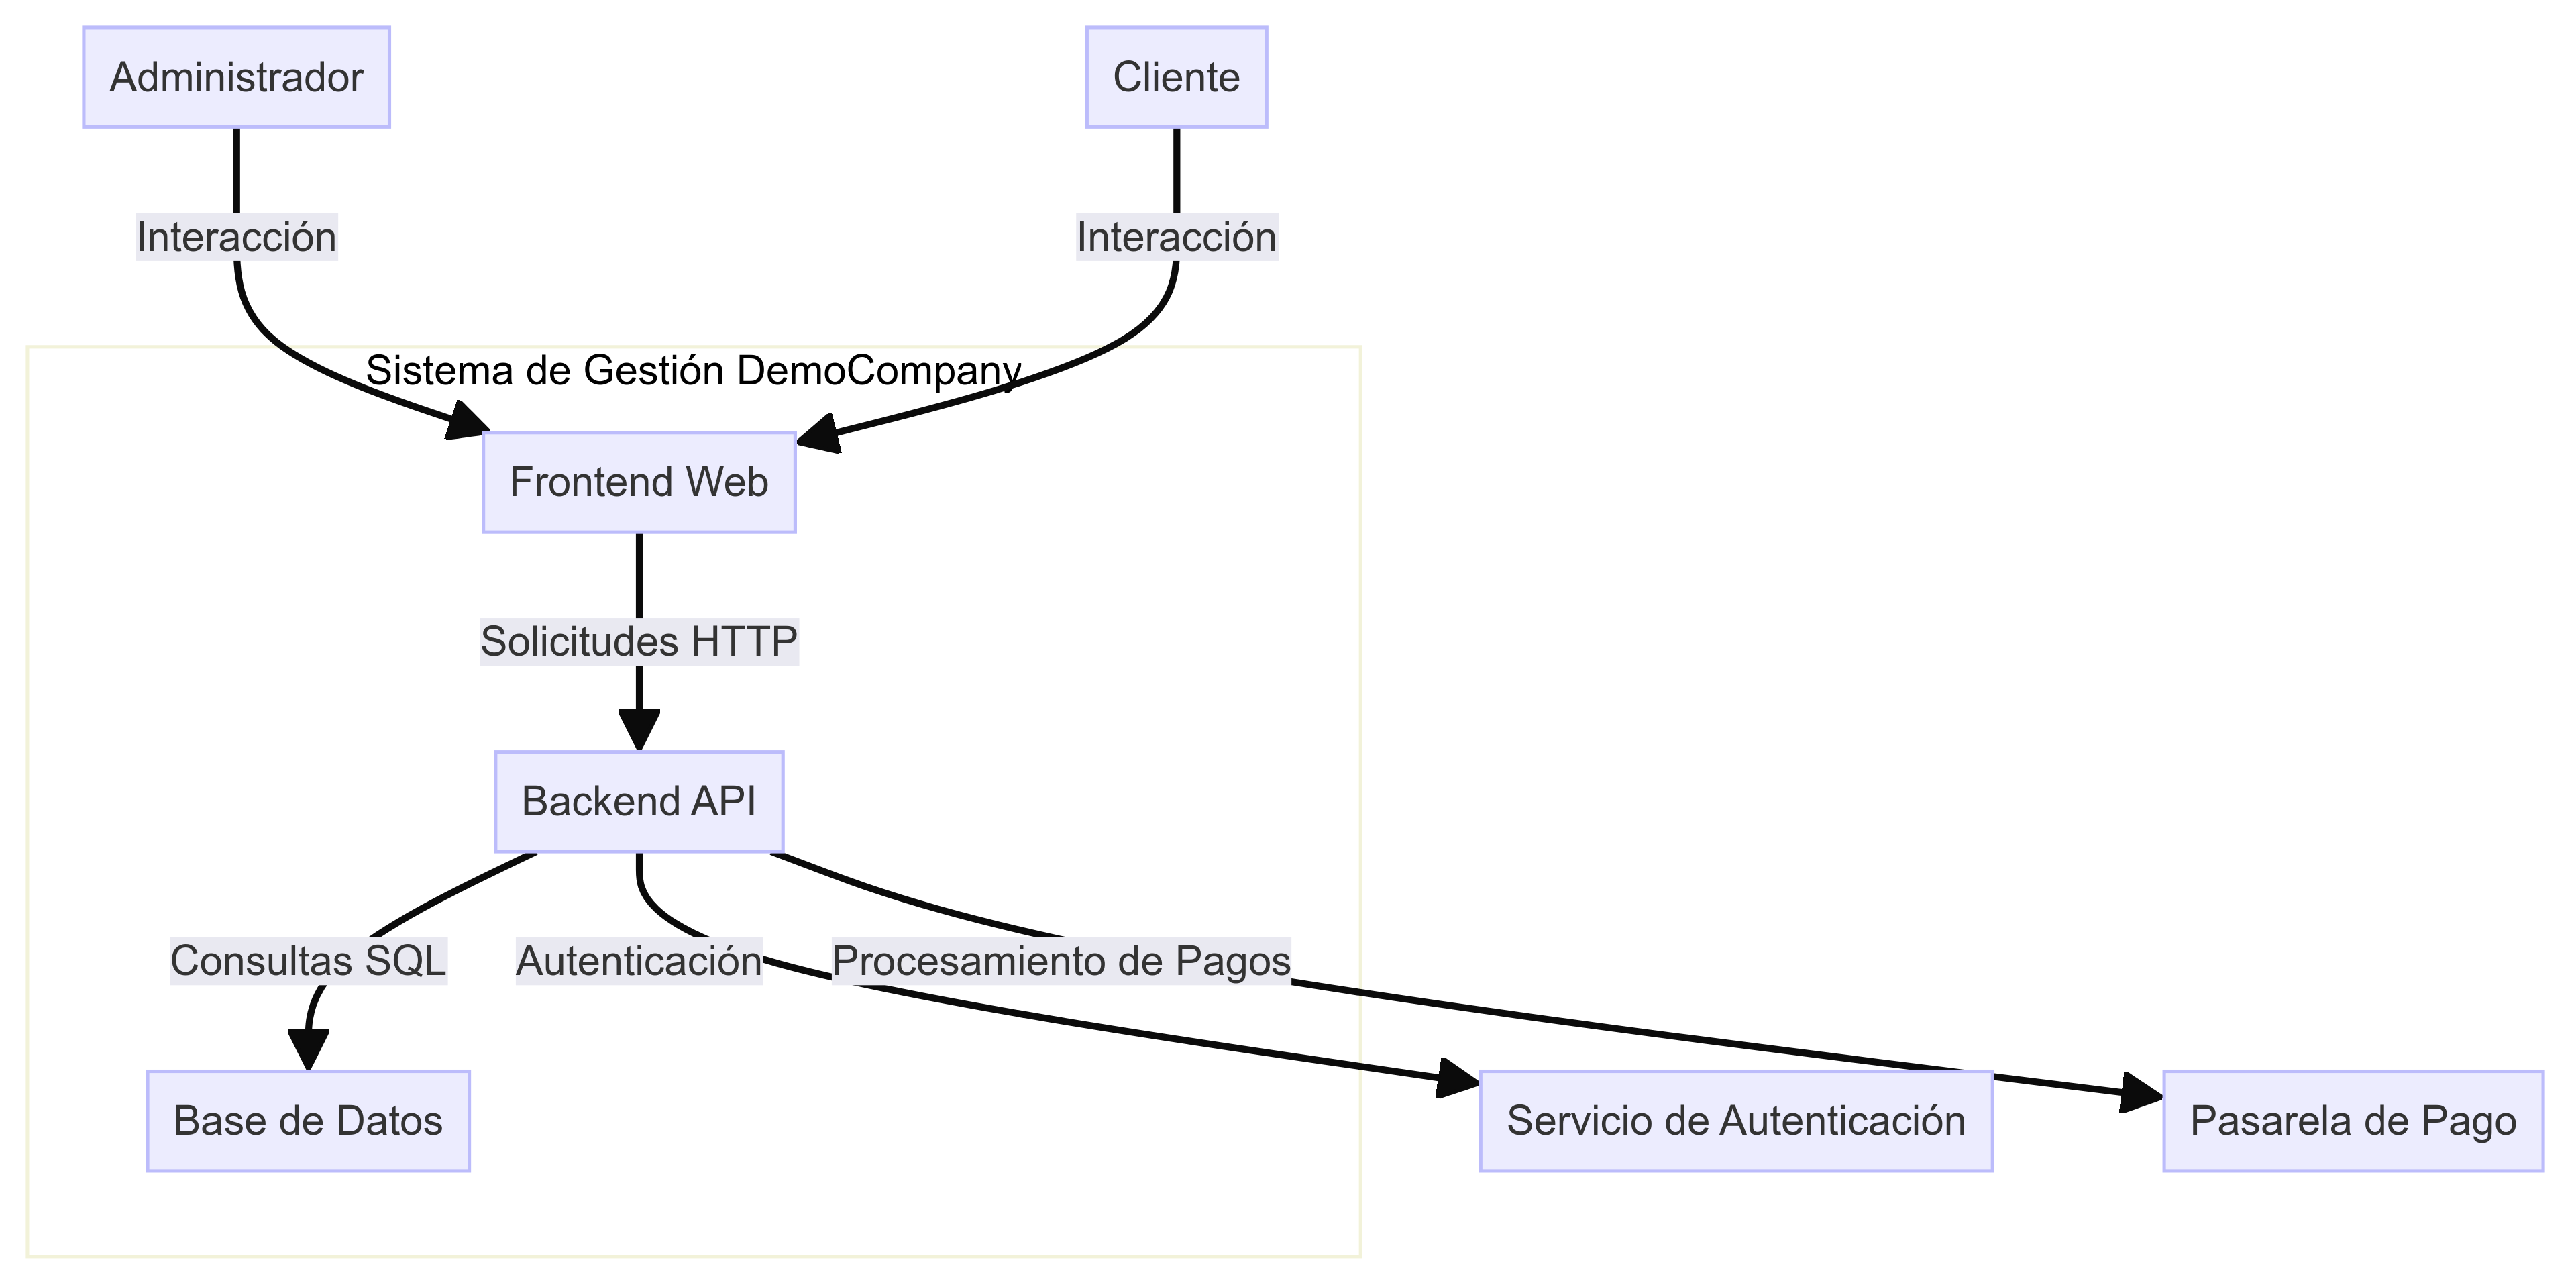 Administrador
Cliente
Interacción
Interacción
Sistema de Gestión DemoCompany
Frontend Web
Solicitudes HTTP
Backend API
Consultas SQL
Autenticación
Procesamiento de Pagos
Base de Datos
Servicio de Autenticación
Pasarela de Pago